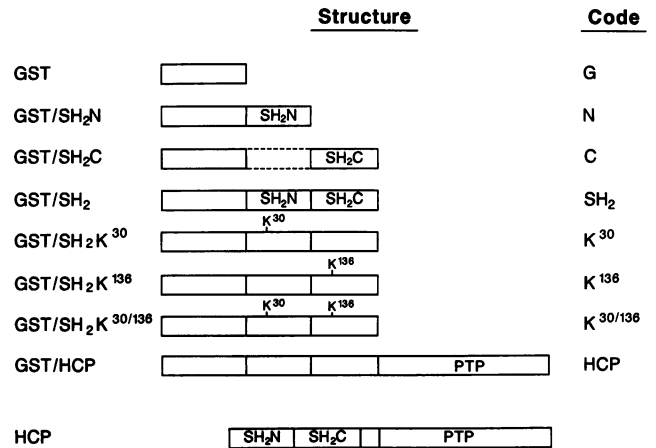 Structure Code
GST G
GST/SH₂N SH₂N N
GST/SH₂C SH₂C C
GST/SH₂ SH₂N SH₂C SH₂
GST/SH₂K³⁰ K³⁰ K³⁰
GST/SH₂K¹³⁶ K¹³⁶ K¹³⁶
GST/SH₂K³⁰/¹³⁶ K³⁰ K¹³⁶ K³⁰/¹³⁶
GST/HCP PTP HCP
HCP SH₂N SH₂C PTP